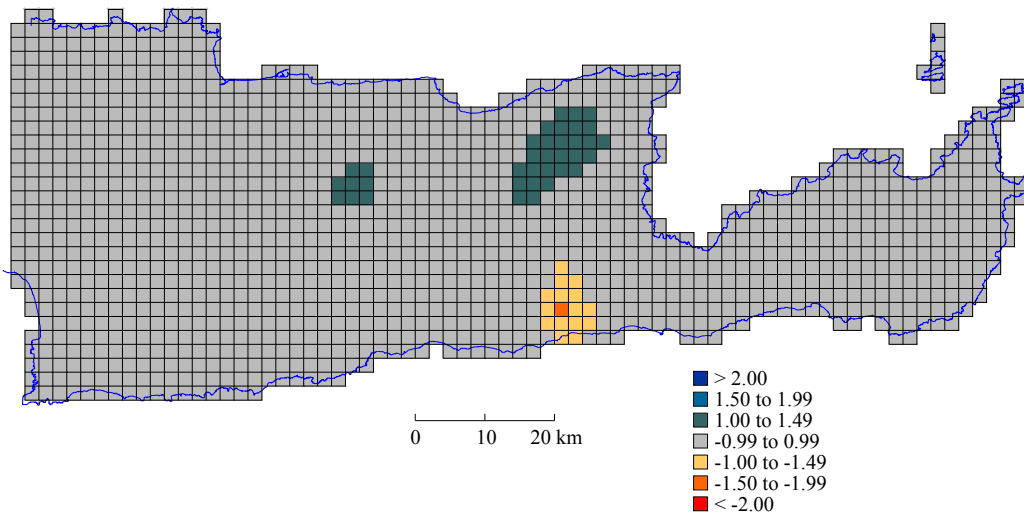 > 2.00
1.50 to 1.99
1.00 to 1.49
-0.99 to 0.99
-1.00 to -1.49
-1.50 to -1.99
< -2.00
0 10 20 km